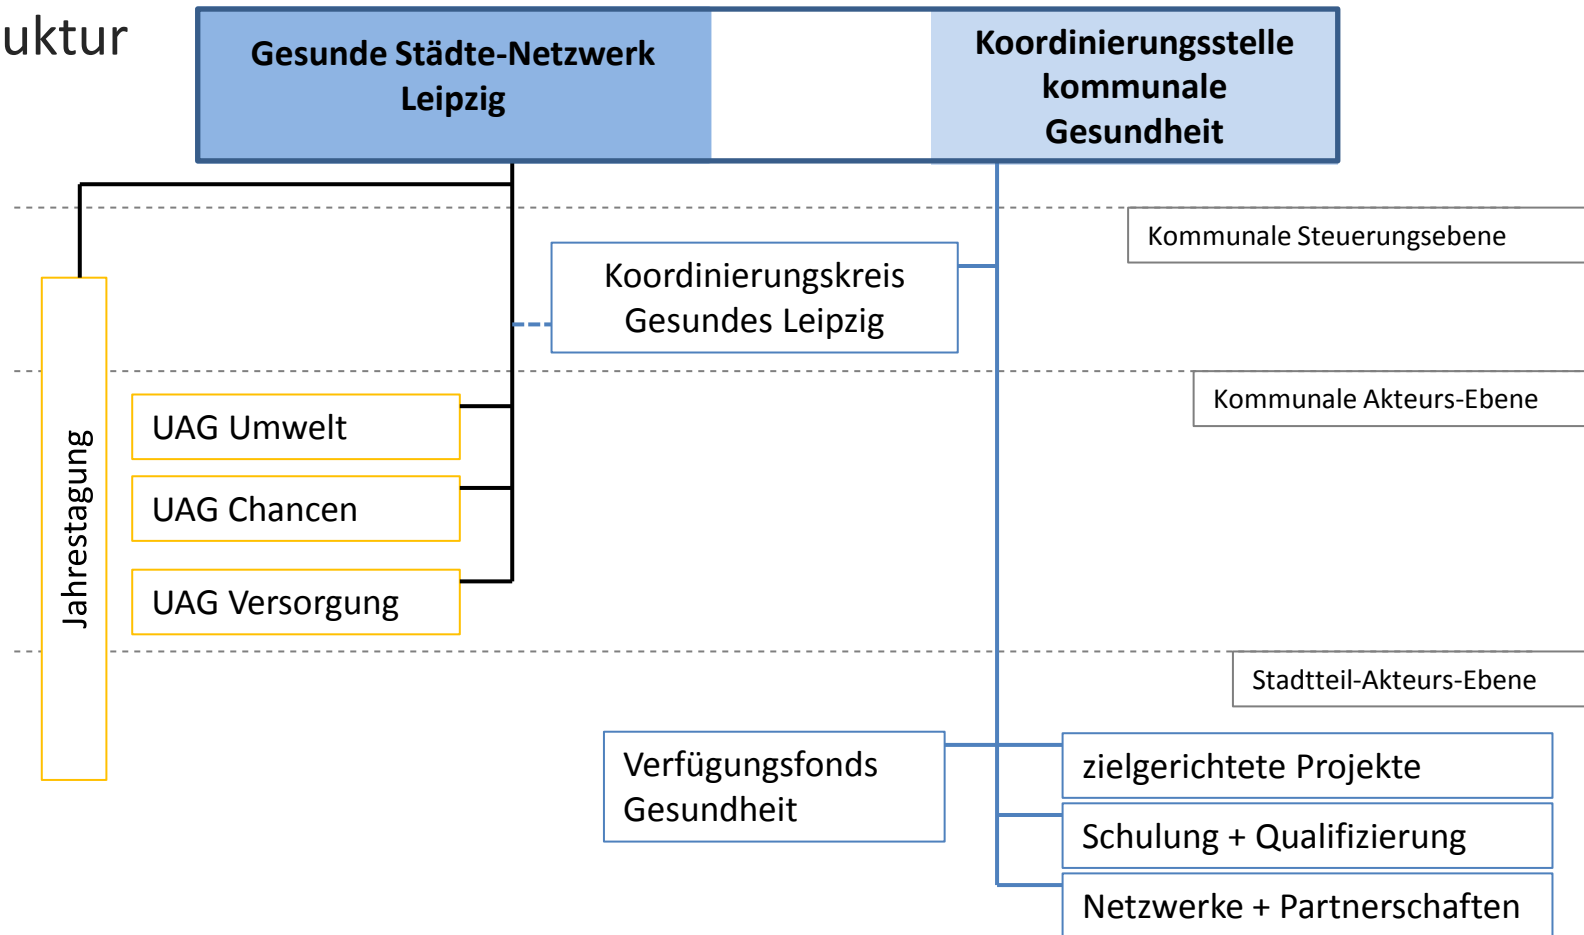 uktur
Gesunde Städte-Netzwerk
Leipzig
Koordinierungsstelle
kommunale
Gesundheit
Kommunale Steuerungsebene
Koordinierungskreis
Gesundes Leipzig
Kommunale Akteurs-Ebene
Jahrestagung
UAG Umwelt
UAG Chancen
UAG Versorgung
Stadtteil-Akteurs-Ebene
Verfügungsfonds
Gesundheit
zielgerichtete Projekte
Schulung + Qualifizierung
Netzwerke + Partnerschaften